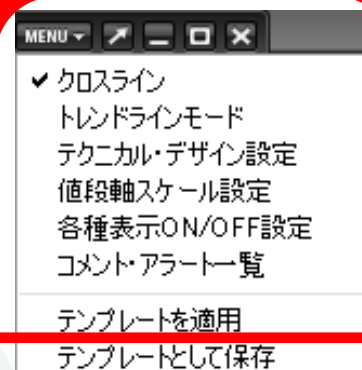 MENU
クロスライン
トレンドラインモード
テクニカル・デザイン設定
値段軸スケール設定
各種表示ON/OFF設定
コメント・アラート一覧
テンプレートを適用
テンプレートとして保存